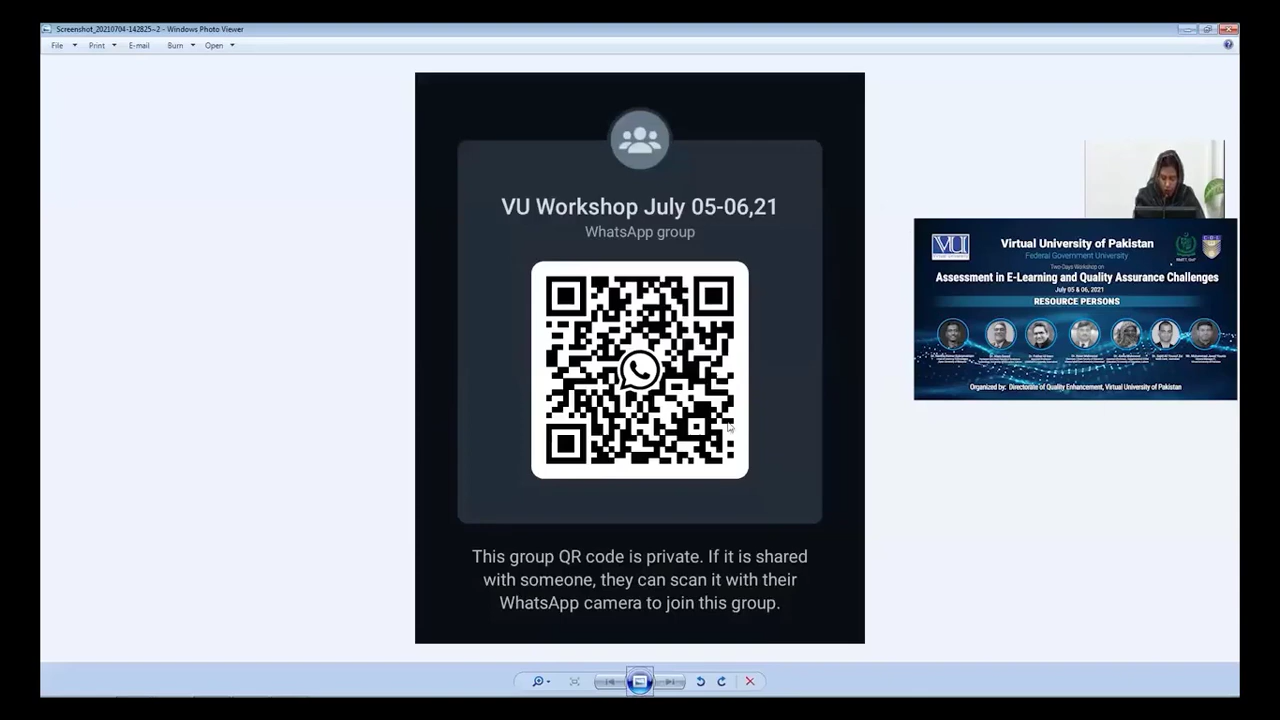 Screenshot_20210704-142825~2 - Windows Photo Viewer
File Print E-mail Burn Open
VU Workshop July 05-06,21
WhatsApp group
This group QR code is private. If it is shared
with someone, they can scan it with their
WhatsApp camera to join this group.
VU
Virtual University of Pakistan
Federal Government University
Two-Days Workshop on
Assessment in E-Learning and Quality Assurance Challenges
July 05 & 06, 2021
RESOURCE PERSONS
Organized by: Directorate of Quality Enhancement, Virtual University of Pakistan